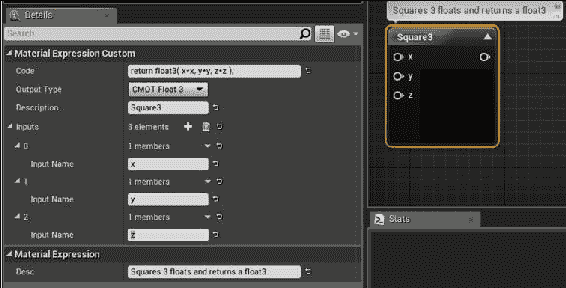 Details
Search
Material Expression Custom
Code
return float3( x*x, y*y, z*z );
Output Type
CMOT Float 3
Description
Square3
Inputs
3 elements
0
1 members
Input Name
x
1
1 members
Input Name
y
2
1 members
Input Name
z
Material Expression
Desc
Squares 3 floats and returns a float3
Squares 3 floats and returns a float3
Square3
x
y
z
Stats